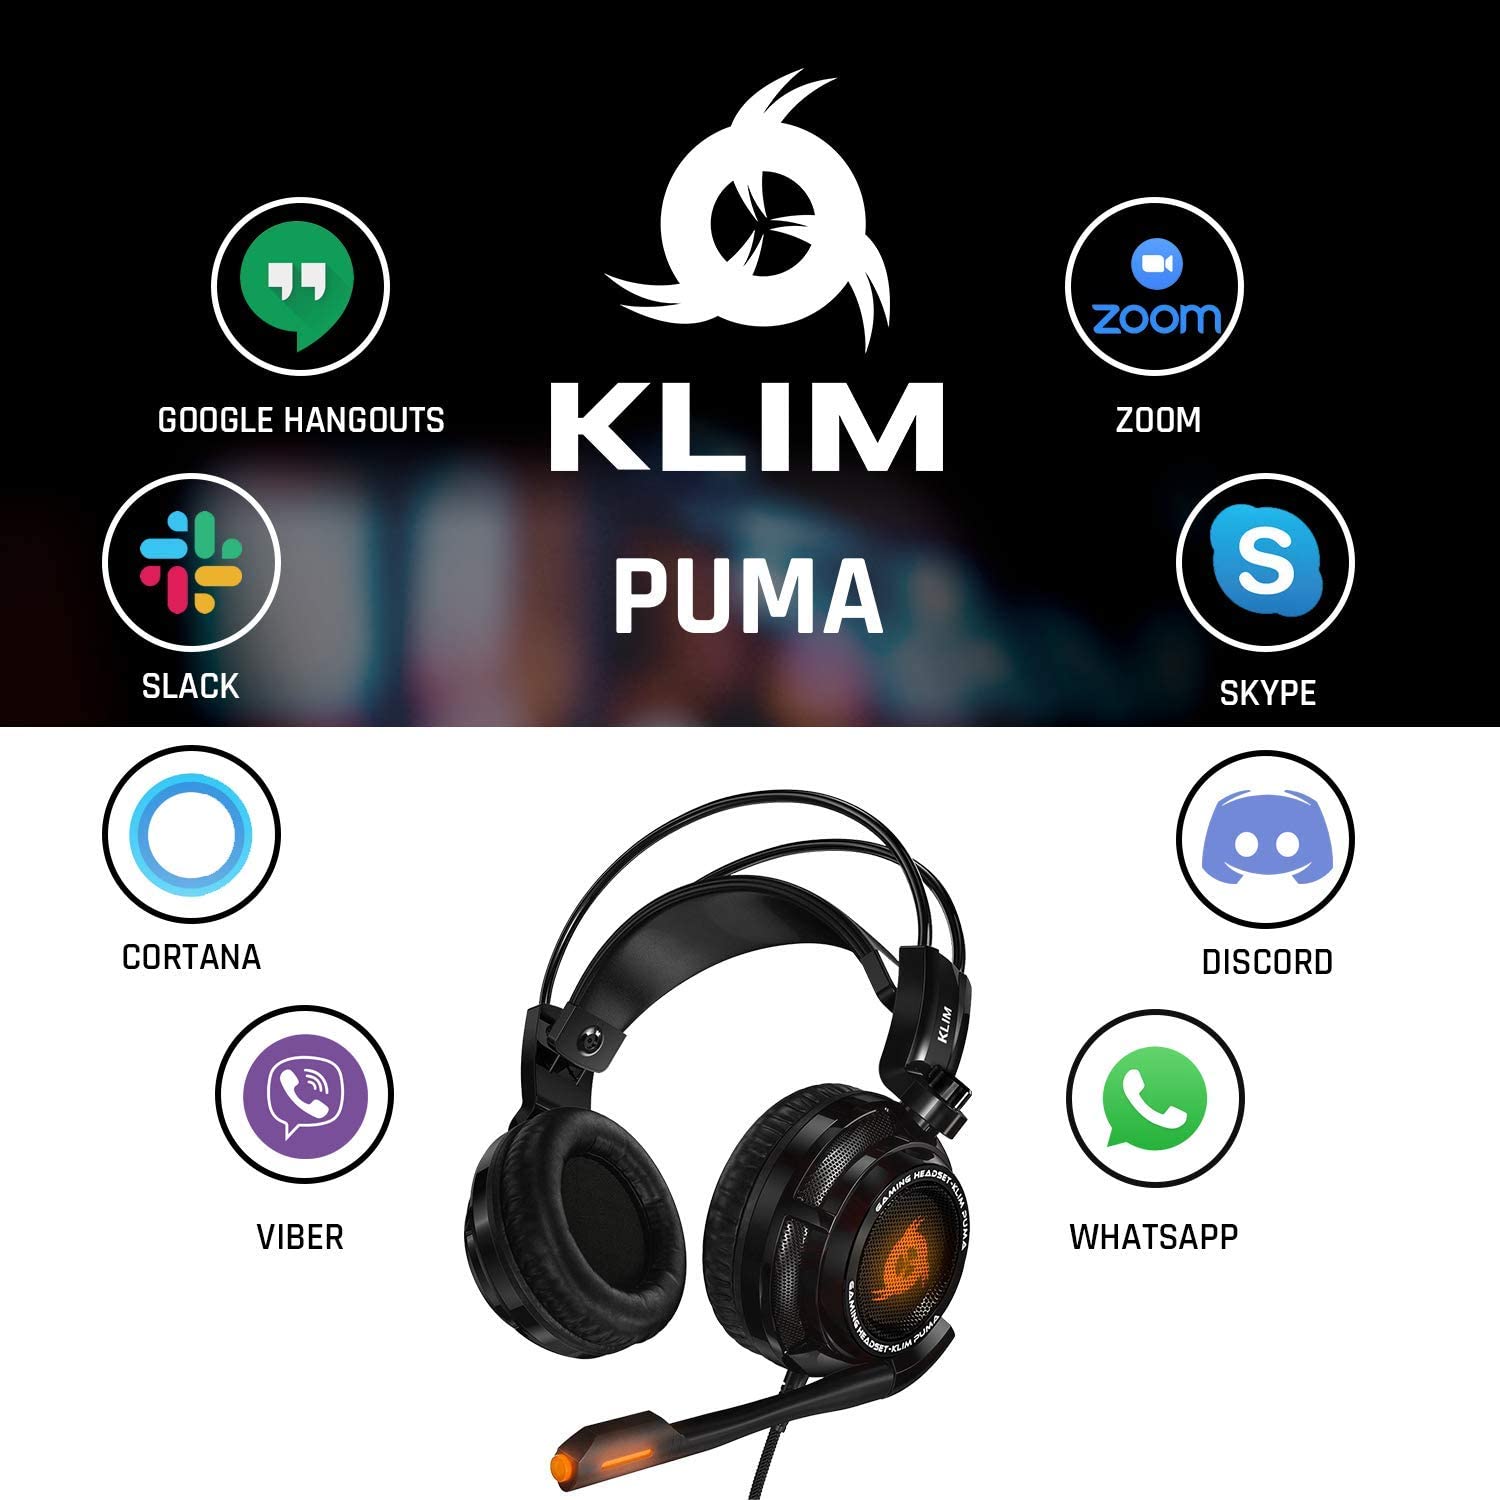 KLIM
PUMA
GOOGLE HANGOUTS
zoom
ZOOM
SLACK
S
SKYPE
CORTANA
DISCORD
VIBER
WHATSAPP
KLIM
GAMING HEADSET-KLIM PUMA
GAMING HEADSET-KLIM PUMA